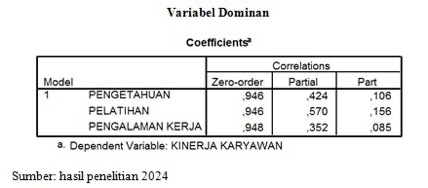 Variabel Dominan
Coefficientsa
Correlations
Model Zero-order Partial Part
1 PENGETAHUAN ,946 ,424 ,106
PELATIHAN ,946 ,570 ,156
PENGALAMAN KERJA ,948 ,352 ,085
a. Dependent Variable: KINERJA KARYAWAN
Sumber: hasil penelitian 2024